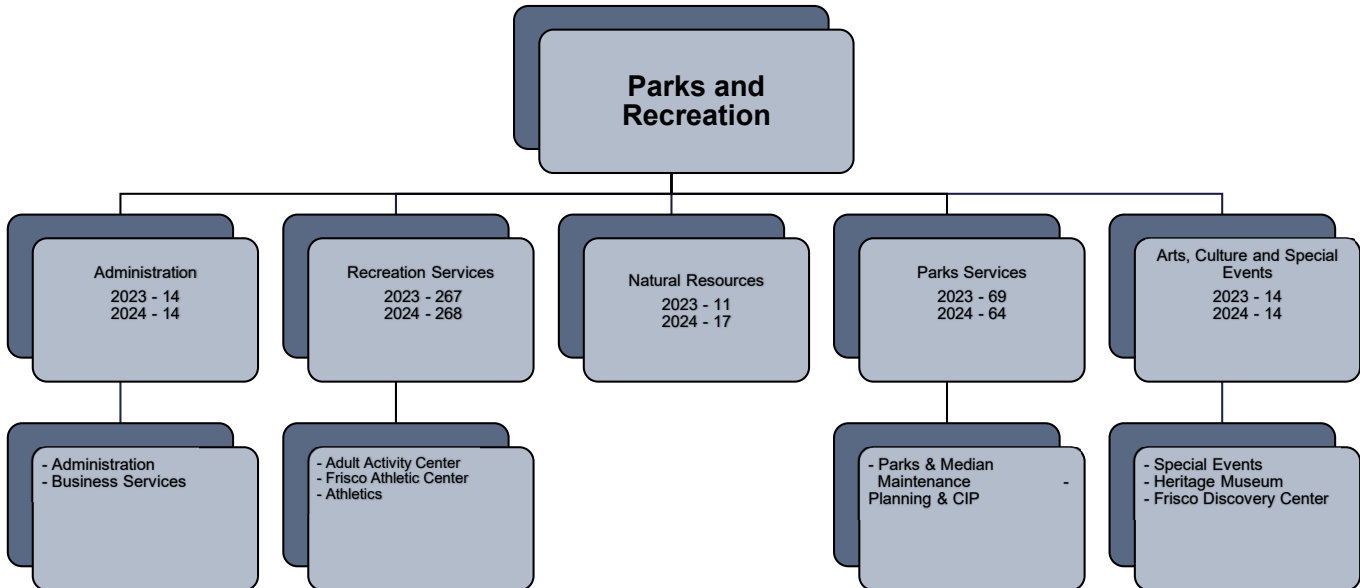 Parks and
Recreation
Administration
2023 - 14
2024 - 14
Recreation Services
2023 - 267
2024 - 268
Natural Resources
2023 - 11
2024 - 17
Parks Services
2023 - 69
2024 - 64
Arts, Culture and Special
Events
2023 - 14
2024 - 14
- Administration
- Business Services
- Adult Activity Center
- Frisco Athletic Center
- Athletics
- Parks & Median
Maintenance -
Planning & CIP
- Special Events
- Heritage Museum
- Frisco Discovery Center